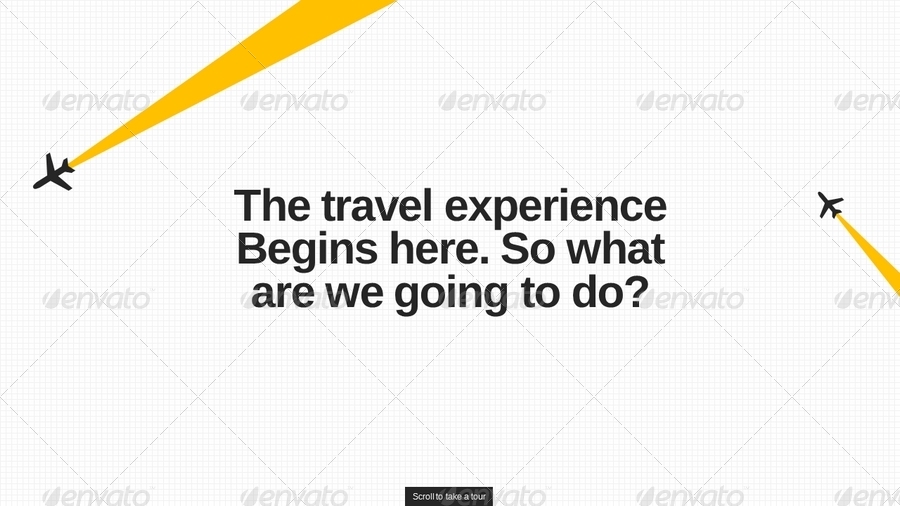 envato envato envato envato envato
The travel experience
Begins here. So what
are we going to do?
envato envato envato envato envato
envato envato envato envato envato
Scroll to take a tour